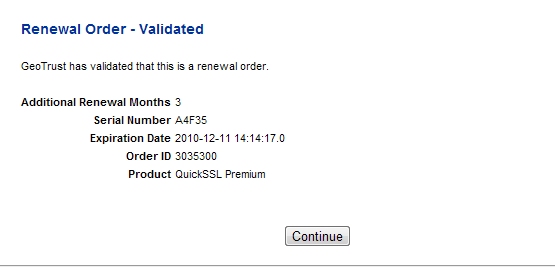 Renewal Order - Validated
GeoTrust has validated that this is a renewal order.
Additional Renewal Months 3
Serial Number A4F35
Expiration Date 2010-12-11 14:14:17.0
Order ID 3035300
Product QuickSSL Premium
Continue